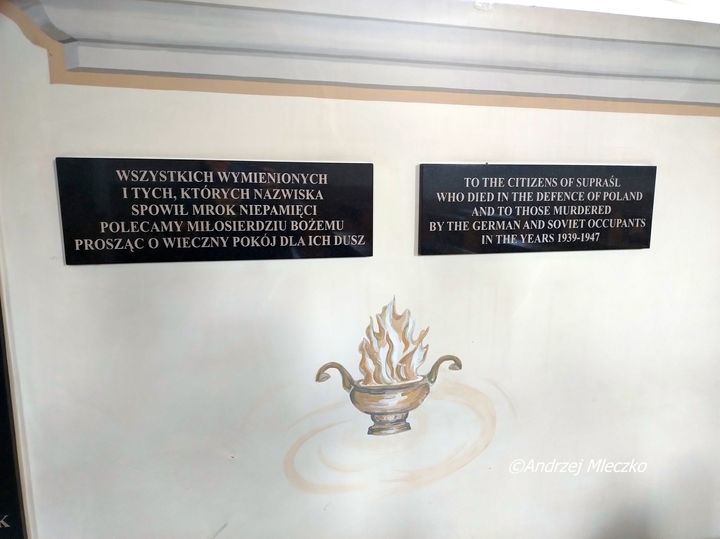 WSZYSTKICH WYMIENIONYCH
I TYCH, KTÓRYCH NAZWISKA
SPOWIŁ MROK NIEPAMIĘCI
POLECAMY MIŁOSIERDZIU BOŻEMU
PROSZĄC O WIECZNY POKÓJ DLA ICH DUSZ
TO THE CITIZENS OF SUPRAŚL
WHO DIED IN THE DEFENCE OF POLAND
AND TO THOSE MURDERED
BY THE GERMAN AND SOVIET OCCUPANTS
IN THE YEARS 1939-1947
©Andrzej Mleczko
K